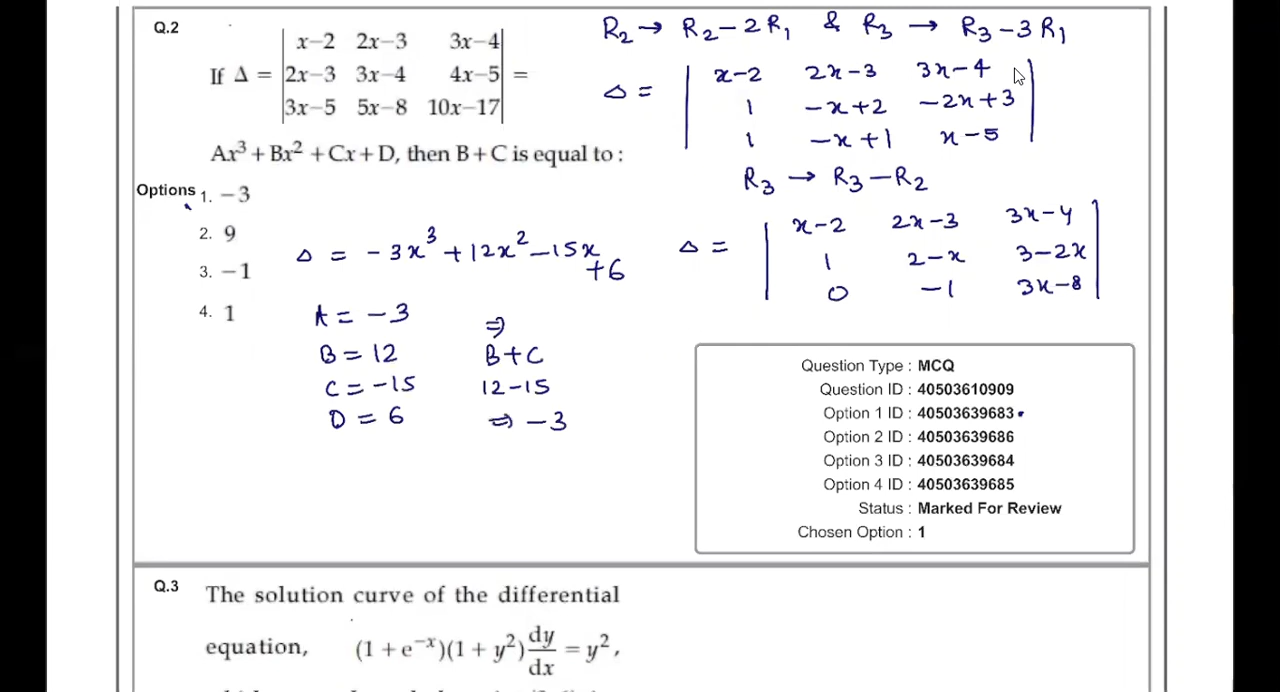 Q.2
R₂ → R₂ − 2R₁ & R₃ → R₃ − 3R₁
If Δ = | x−2 2x−3 3x−4 |
| 2x−3 3x−4 4x−5 | =
| 3x−5 5x−8 10x−17 |
Δ = | x−2 2x−3 3x−4 |
| 1 −x+2 −2x+3 |
| 1 −x+1 x−5 |
Ax³ + Bx² + Cx + D, then B + C is equal to :
R₃ → R₃ − R₂
Options 1. −3
2. 9
3. −1
4. 1
Δ = −3x³ + 12x² − 15x
+6
Δ = | x−2 2x−3 3x−4 |
| 1 2−x 3−2x |
| 0 −1 3x−8 |
A = −3
B = 12
C = −15
D = 6
⇒
B+C
12−15
⇒ −3
Question Type : MCQ
Question ID : 40503610909
Option 1 ID : 40503639683
Option 2 ID : 40503639686
Option 3 ID : 40503639684
Option 4 ID : 40503639685
Status : Marked For Review
Chosen Option : 1
Q.3
The solution curve of the differential
equation, (1 + e⁻ˣ)(1 + y²) dy/dx = y²,